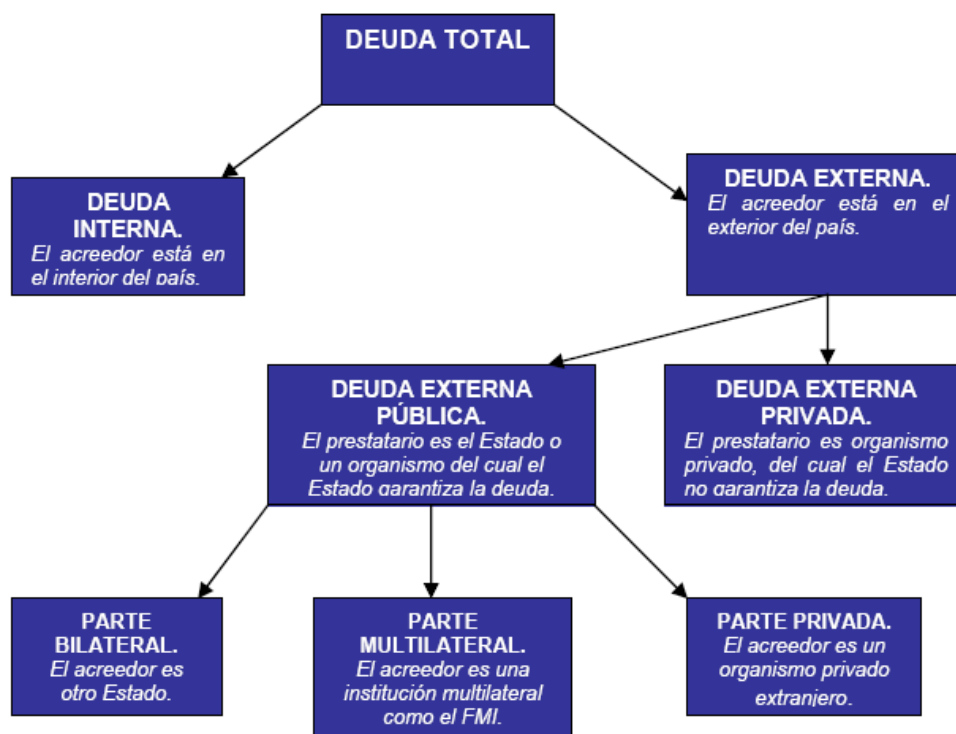 DEUDA TOTAL
DEUDA
INTERNA.
El acreedor está en
el interior del país.
DEUDA EXTERNA.
El acreedor está en el
exterior del país.
DEUDA EXTERNA
PÚBLICA.
El prestatario es el Estado o
un organismo del cual el
Estado garantiza la deuda.
DEUDA EXTERNA
PRIVADA.
El prestatario es organismo
privado, del cual el Estado
no garantiza la deuda.
PARTE
BILATERAL.
El acreedor es
otro Estado.
PARTE
MULTILATERAL.
El acreedor es una
institución multilateral
como el FMI.
PARTE PRIVADA.
El acreedor es un
organismo privado
extranjero.